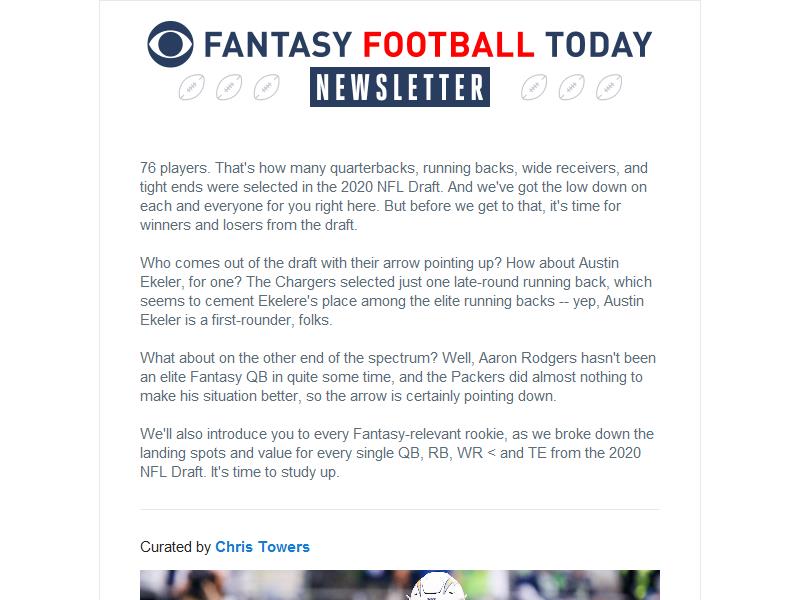 FANTASY FOOTBALL TODAY
NEWSLETTER
76 players. That's how many quarterbacks, running backs, wide receivers, and
tight ends were selected in the 2020 NFL Draft. And we've got the low down on
each and everyone for you right here. But before we get to that, it's time for
winners and losers from the draft.
Who comes out of the draft with their arrow pointing up? How about Austin
Ekeler, for one? The Chargers selected just one late-round running back, which
seems to cement Ekelere's place among the elite running backs -- yep, Austin
Ekeler is a first-rounder, folks.
What about on the other end of the spectrum? Well, Aaron Rodgers hasn't been
an elite Fantasy QB in quite some time, and the Packers did almost nothing to
make his situation better, so the arrow is certainly pointing down.
We'll also introduce you to every Fantasy-relevant rookie, as we broke down the
landing spots and value for every single QB, RB, WR < and TE from the 2020
NFL Draft. It's time to study up.
Curated by Chris Towers